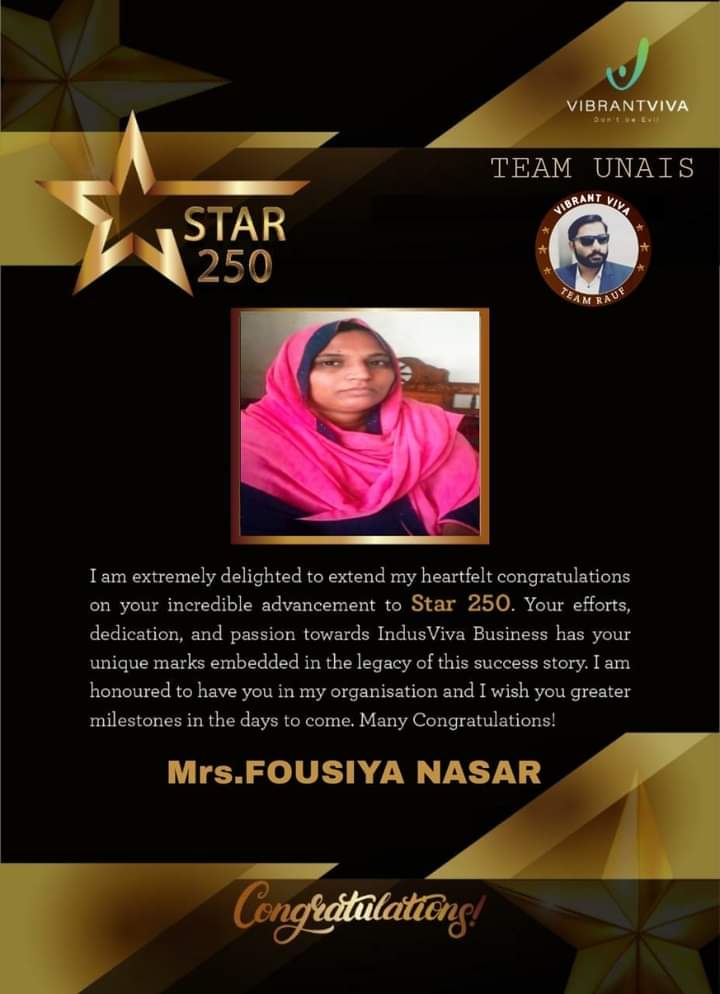 VIBRANTVIVA
Don't be Evil
TEAM UNAIS
VIBRANT VIVA
TEAM RAUF
STAR
250
I am extremely delighted to extend my heartfelt congratulations
on your incredible advancement to Star 250. Your efforts,
dedication, and passion towards IndusViva Business has your
unique marks embedded in the legacy of this success story. I am
honoured to have you in my organisation and I wish you greater
milestones in the days to come. Many Congratulations!
Mrs.FOUSIYA NASAR
Congratulations!